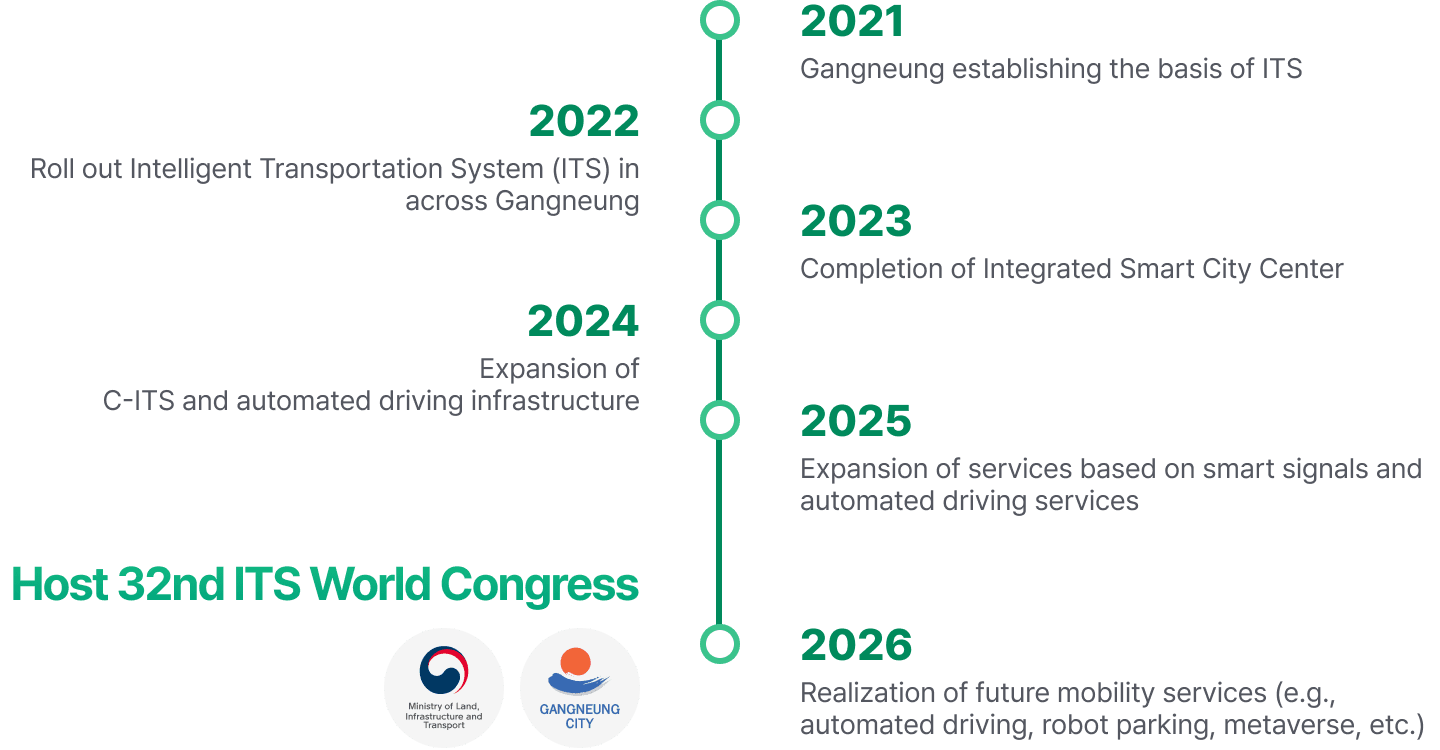 2021
Gangneung establishing the basis of ITS
2022
Roll out Intelligent Transportation System (ITS) in
across Gangneung
2023
Completion of Integrated Smart City Center
2024
Expansion of
C-ITS and automated driving infrastructure
2025
Expansion of services based on smart signals and
automated driving services
Host 32nd ITS World Congress
Ministry of Land,
Infrastructure and
Transport
GANGNEUNG
CITY
2026
Realization of future mobility services (e.g.,
automated driving, robot parking, metaverse, etc.)